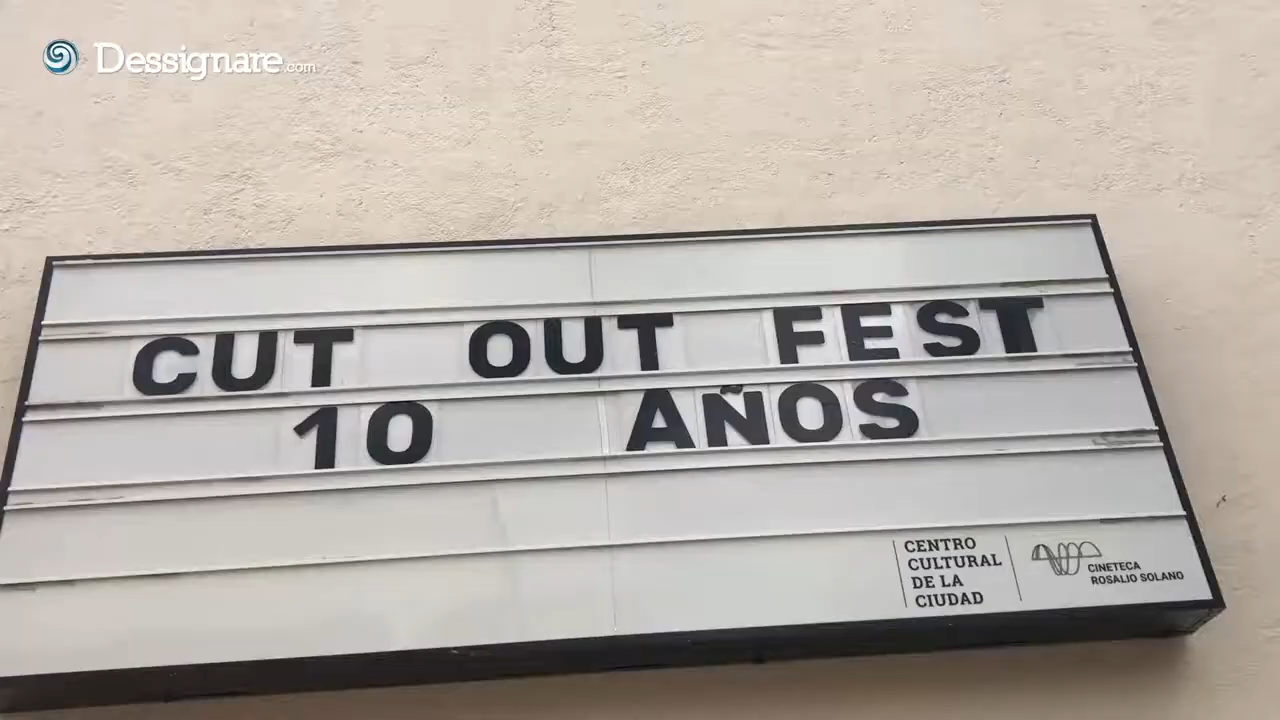 Dessignare.com
CUT OUT FEST
10 AÑOS
CENTRO
CULTURAL
DE LA
CIUDAD
CINETECA
ROSALIO SOLANO